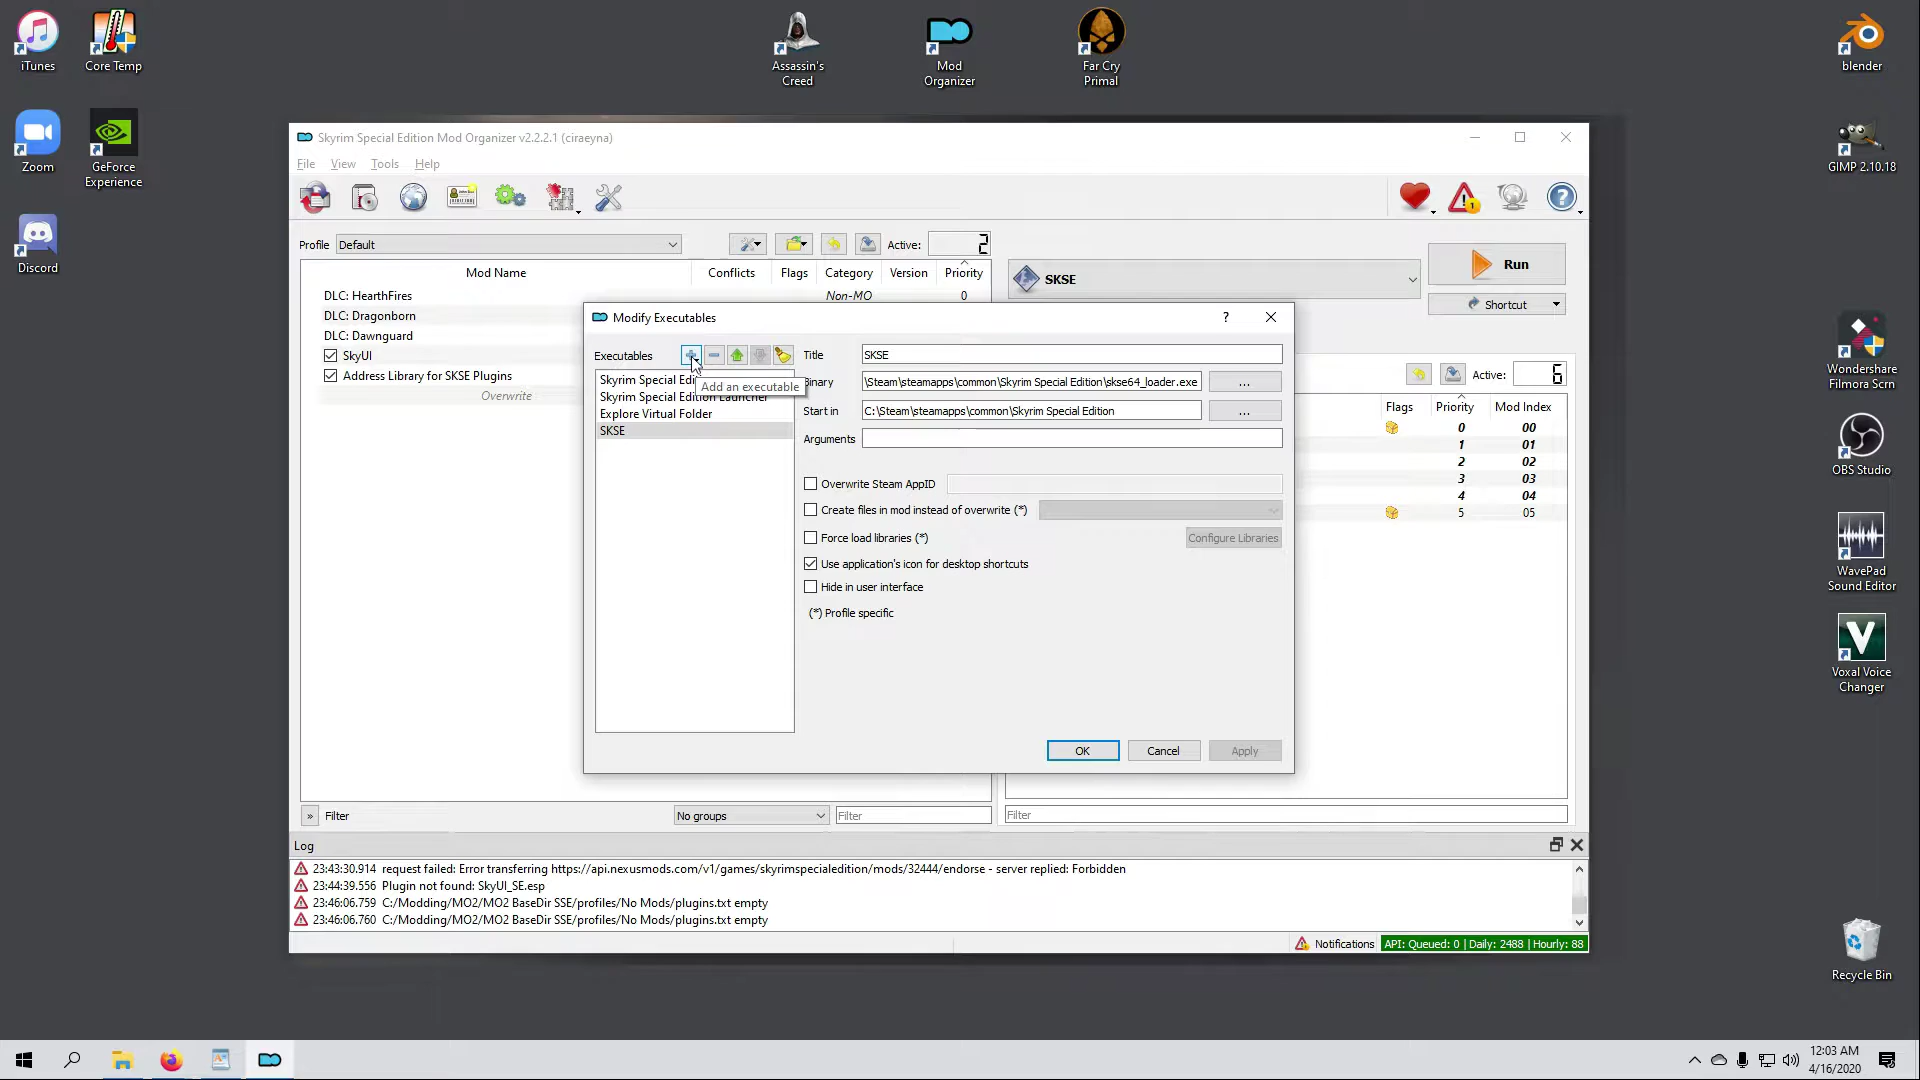 iTunes
Core Temp
Assassin's
Creed
Mod
Organizer
Far Cry
Primal
blender
Zoom
GeForce
Experience
GIMP 2.10.18
Discord
Wondershare
Filmora Scrn
OBS Studio
WavePad
Sound Editor
Voxal Voice
Changer
Recycle Bin
Skyrim Special Edition Mod Organizer v2.2.2.1 (ciraeyna)
File View Tools Help
Profile Default Active: 2
Mod Name Conflicts Flags Category Version Priority
DLC: HearthFires Non-MO 0
DLC: Dragonborn
DLC: Dawnguard
SkyUI
Address Library for SKSE Plugins
Overwrite
SKSE
Run
Shortcut
Active: 6
Flags Priority Mod Index
0 00
1 01
2 02
3 03
4 04
5 05
Modify Executables
Executables
Add an executable
Skyrim Special Edi
Skyrim Special Edition Launcher
Explore Virtual Folder
SKSE
Title SKSE
Binary \Steam\steamapps\common\Skyrim Special Edition\skse64_loader.exe ...
Start in C:\Steam\steamapps\common\Skyrim Special Edition ...
Arguments
Overwrite Steam AppID
Create files in mod instead of overwrite (*)
Force load libraries (*) Configure Libraries
Use application's icon for desktop shortcuts
Hide in user interface
(*) Profile specific
OK Cancel Apply
» Filter No groups Filter
Filter
Log
23:43:30.914 request failed: Error transferring https://api.nexusmods.com/v1/games/skyrimspecialedition/mods/32444/endorse - server replied: Forbidden
23:44:39.556 Plugin not found: SkyUI_SE.esp
23:46:06.759 C:/Modding/MO2/MO2 BaseDir SSE/profiles/No Mods/plugins.txt empty
23:46:06.760 C:/Modding/MO2/MO2 BaseDir SSE/profiles/No Mods/plugins.txt empty
Notifications API: Queued: 0 | Daily: 2488 | Hourly: 88
12:03 AM
4/16/2020